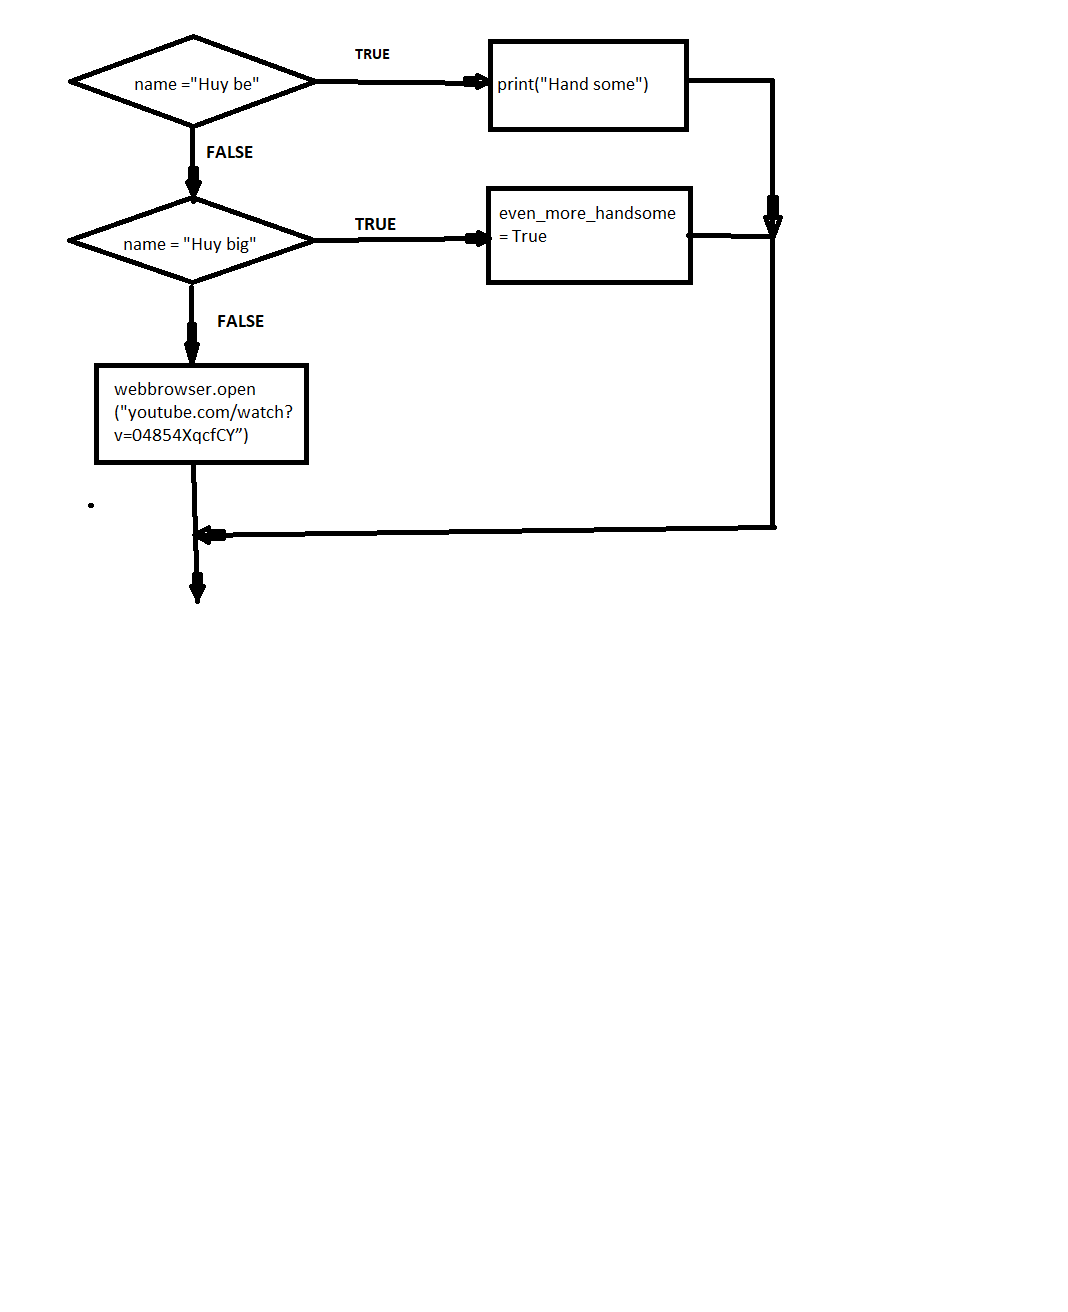 TRUE
name ="Huy be"
print("Hand some")
FALSE
name = "Huy big"
TRUE
even_more_handsome
= True
FALSE
webbrowser.open
("youtube.com/watch?
v=04854XqcfCY”)